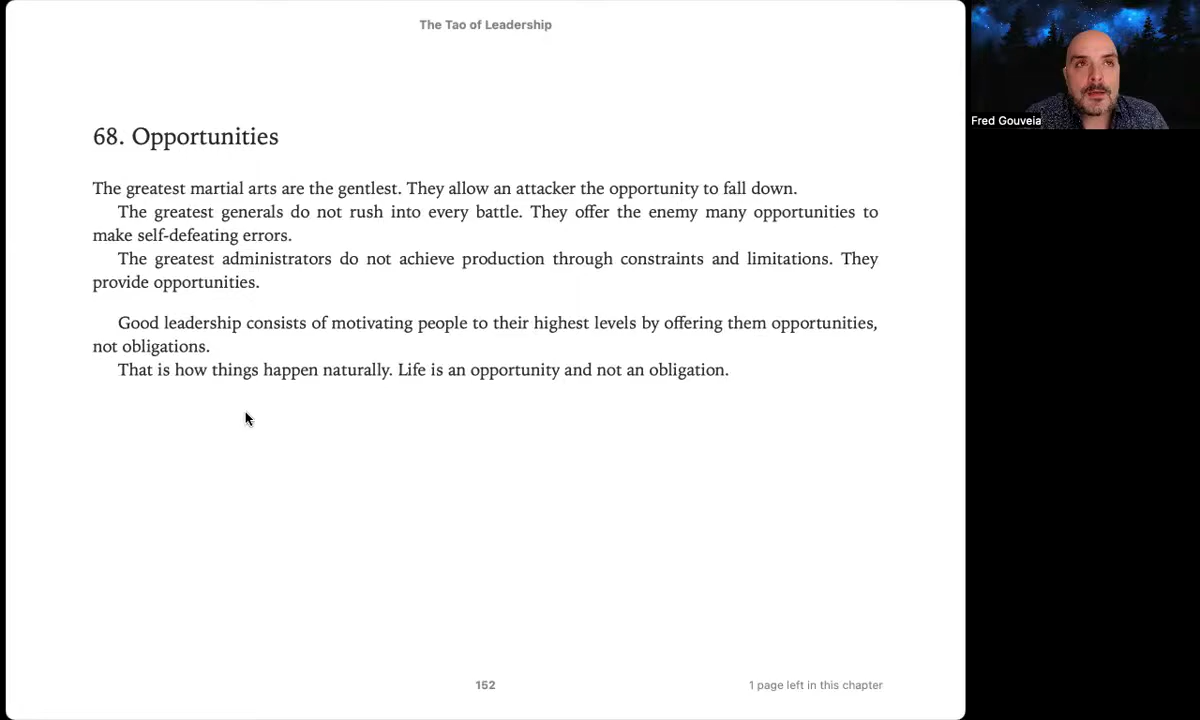 The Tao of Leadership
Fred Gouveia
68. Opportunities
The greatest martial arts are the gentlest. They allow an attacker the opportunity to fall down.
The greatest generals do not rush into every battle. They offer the enemy many opportunities to
make self-defeating errors.
The greatest administrators do not achieve production through constraints and limitations. They
provide opportunities.
Good leadership consists of motivating people to their highest levels by offering them opportunities,
not obligations.
That is how things happen naturally. Life is an opportunity and not an obligation.
152
1 page left in this chapter